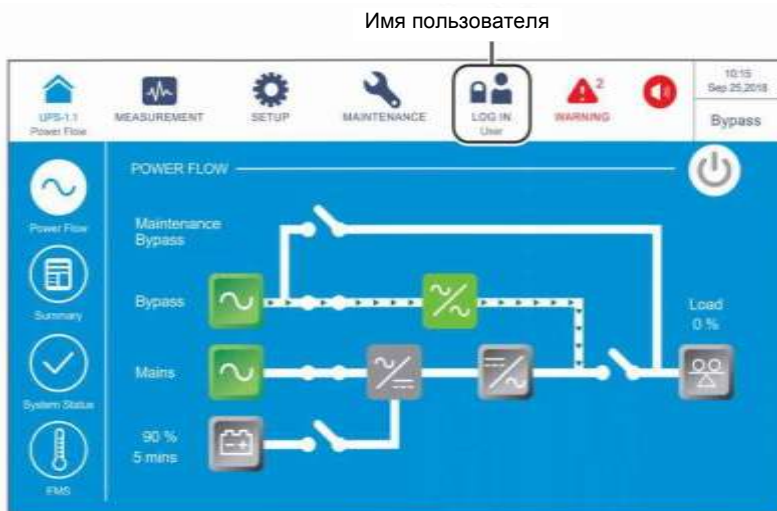 Имя пользователя
10:15
Sep 25,2018
UPS-1.1
Power Flow
MEASUREMENT
SETUP
MAINTENANCE
LOG IN
User
2
WARNING
Bypass
POWER FLOW
Power Flow
Maintenance
Bypass
Summary
Bypass
Load
0 %
System Status
Mains
90 %
5 mins
EMS